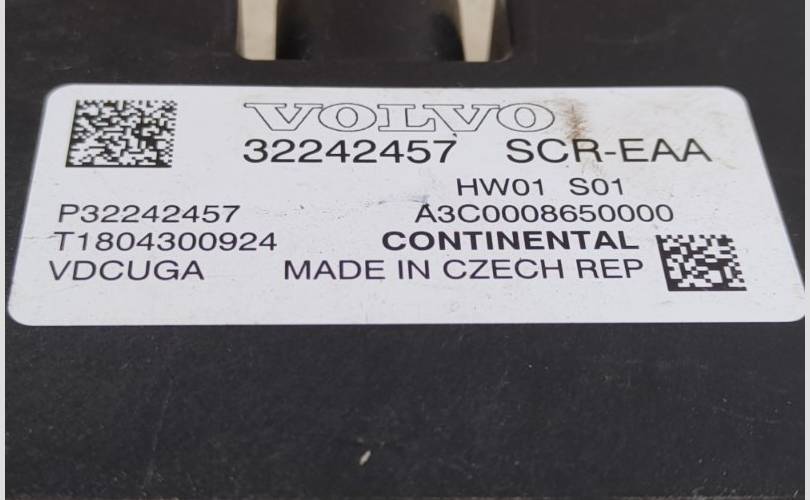 VOLVO
32242457 SCR-EAA
HW01 S01
P32242457 A3C0008650000
T1804300924 CONTINENTAL
VDCUGA MADE IN CZECH REP